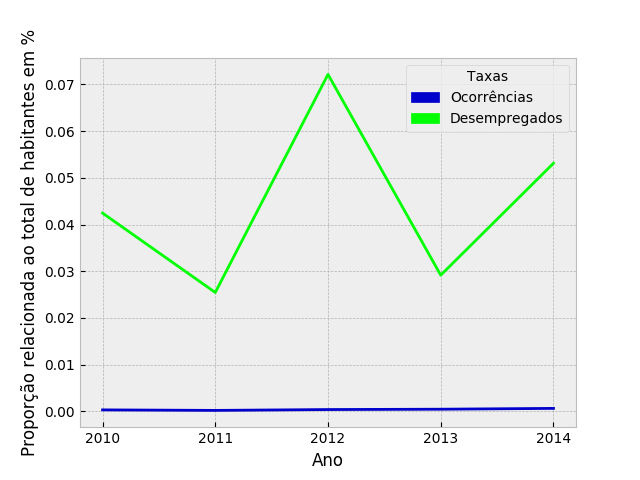 Proporção relacionada ao total de habitantes em %
0.07
0.06
0.05
0.04
0.03
0.02
0.01
0.00
Taxas
Ocorrências
Desempregados
2010 2011 2012 2013 2014
Ano